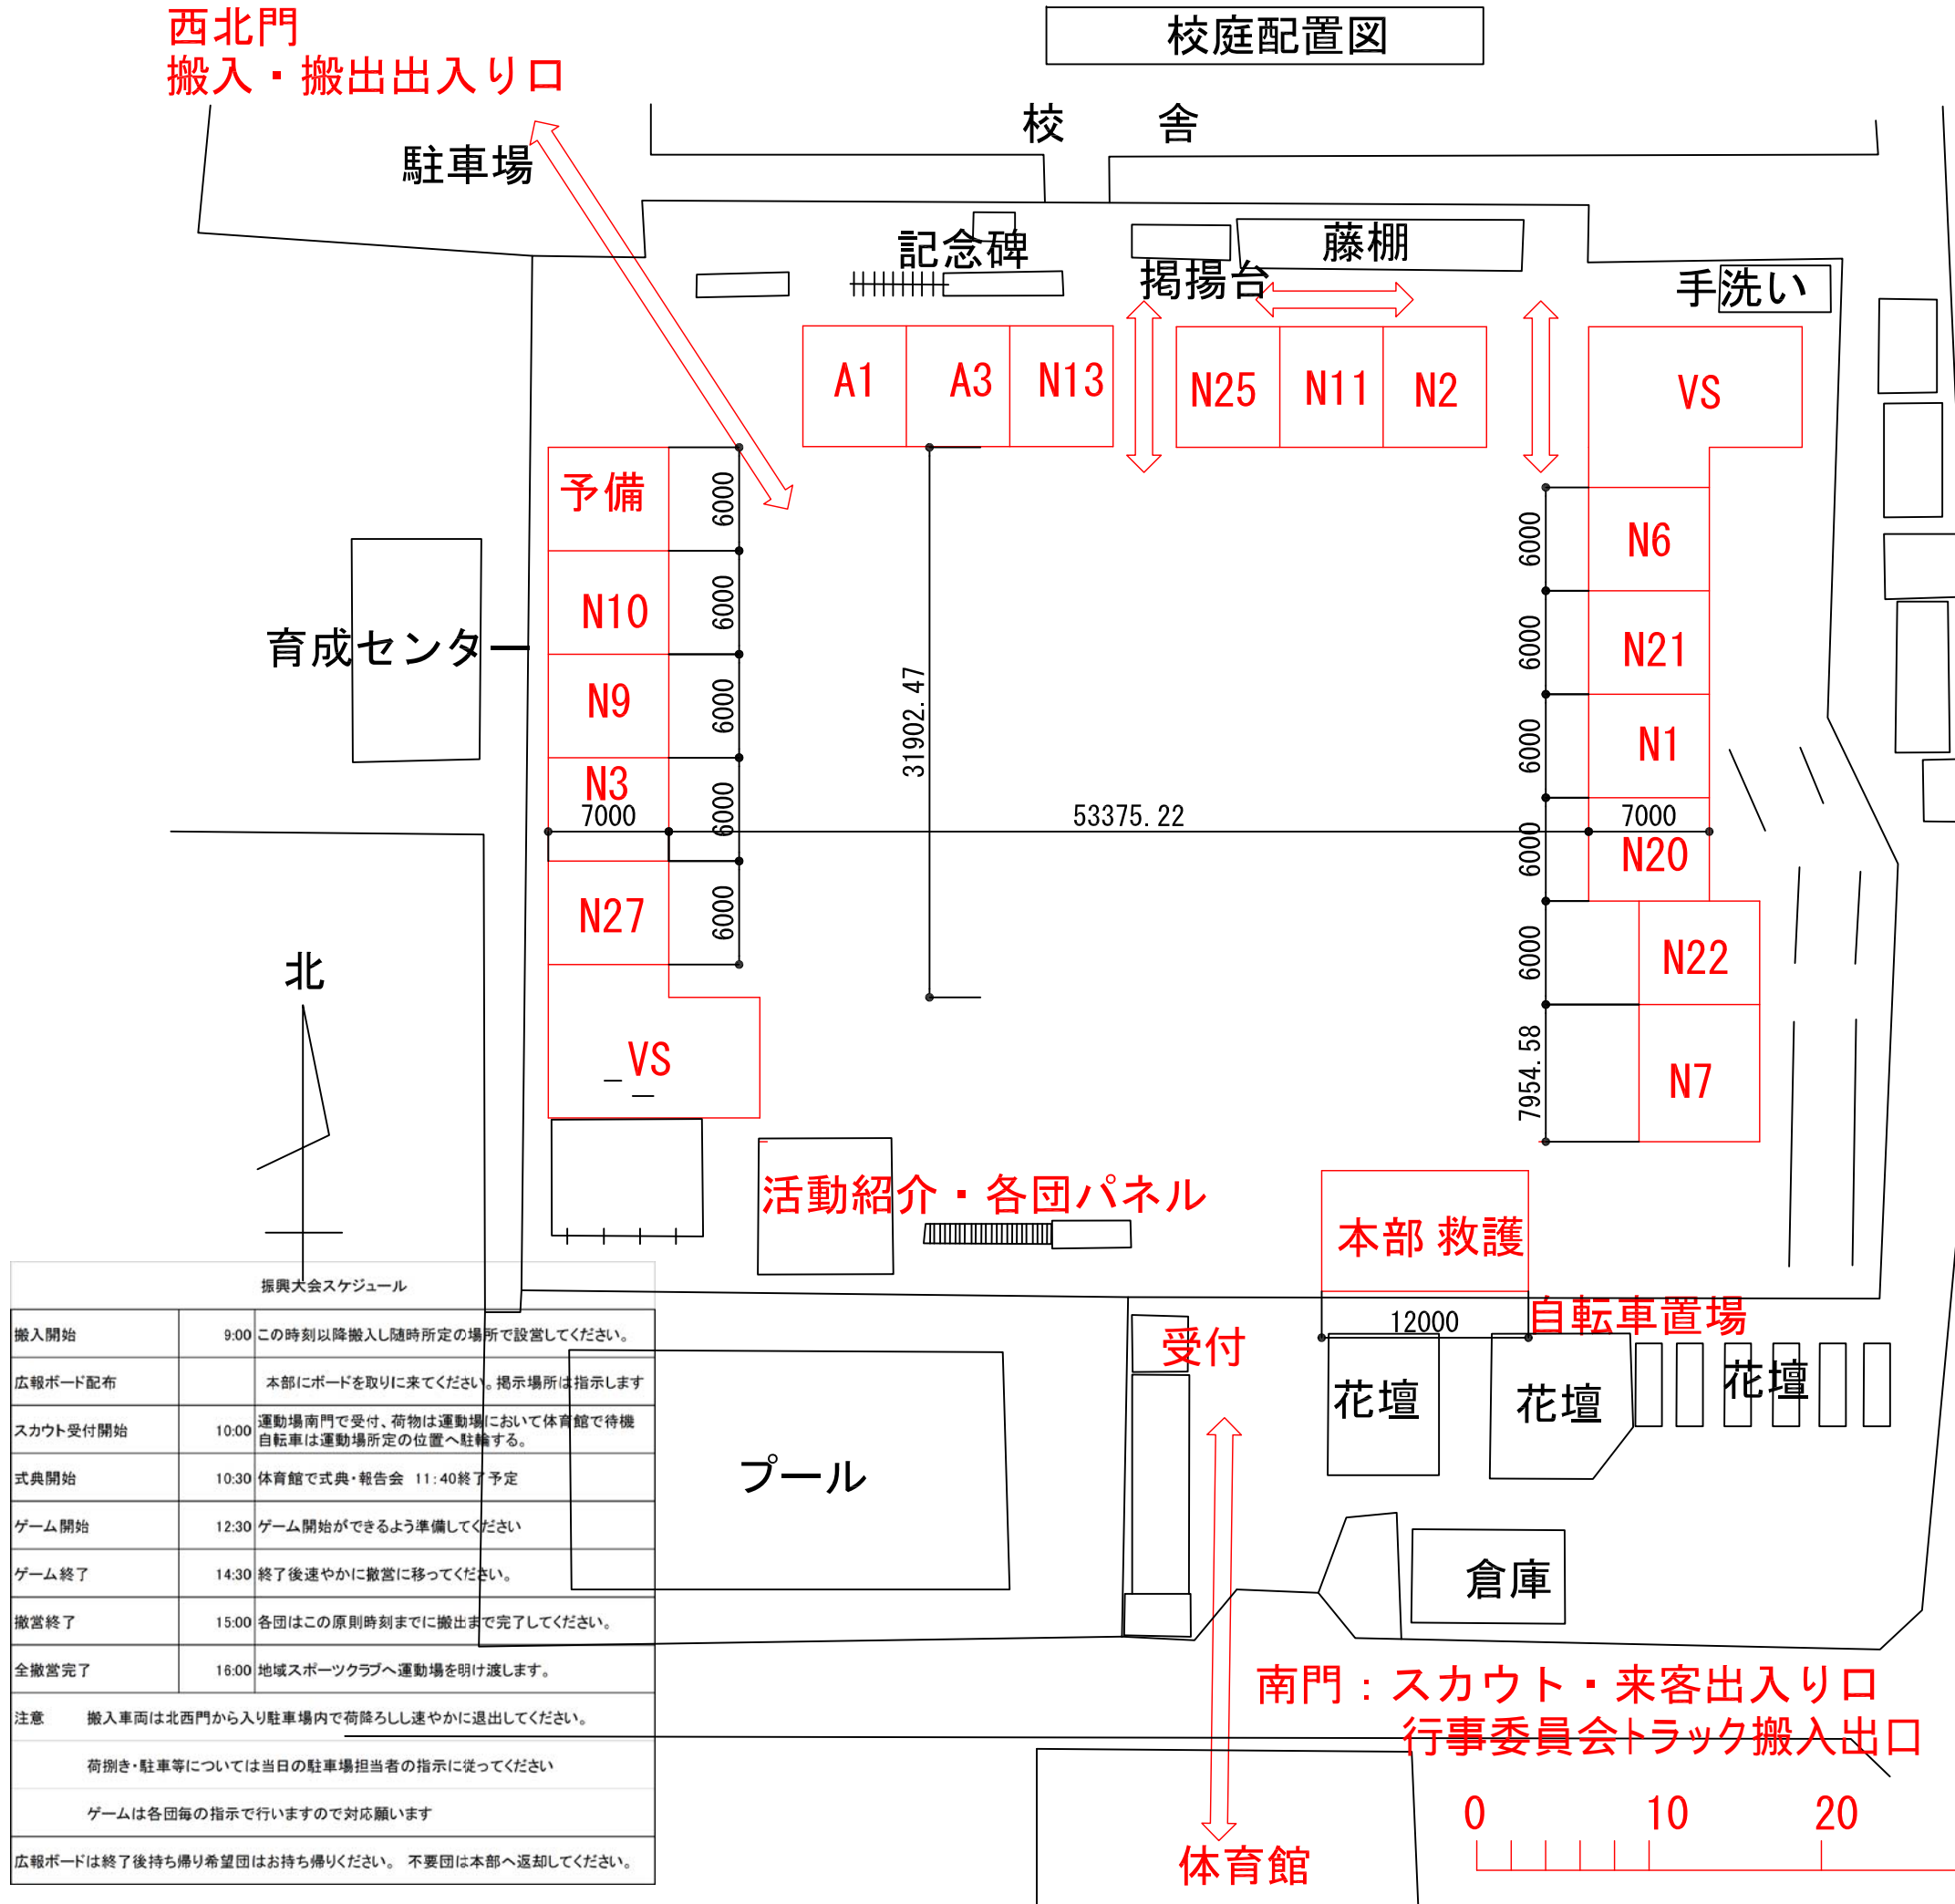 西北門
搬入・搬出出入り口
校庭配置図
校 舎
駐車場
記念碑
掲揚台
藤棚
手洗い
A1
A3
N13
N25
N11
N2
VS
予備
6000
N10
6000
N9
6000
N3
7000
6000
N27
6000
VS
31902.47
53375.22
6000
N6
6000
N21
6000
N1
7000
6000
N20
6000
N22
7954.58
N7
育成センター
北
活動紹介・各団パネル
本部 救護
12000
自転車置場
受付
花壇
花壇
花壇
プール
倉庫
南門：スカウト・来客出入り口
行事委員会トラック搬入出口
体育館
0 10 20
振興大会スケジュール
搬入開始 9:00 この時刻以降搬入し随時所定の場所で設営してください。
広報ボード配布 本部にボードを取りに来てください。掲示場所は指示します
スカウト受付開始 10:00 運動場南門で受付、荷物は運動場において体育館で待機
自転車は運動場所定の位置へ駐輪する。
式典開始 10:30 体育館で式典・報告会 11:40終了予定
ゲーム開始 12:30 ゲーム開始ができるよう準備してください
ゲーム終了 14:30 終了後速やかに撤営に移ってください。
撤営終了 15:00 各団はこの原則時刻までに搬出まで完了してください。
全撤営完了 16:00 地域スポーツクラブへ運動場を明け渡します。
注意 搬入車両は北西門から入り駐車場内で荷降ろしし速やかに退出してください。
荷捌き・駐車等については当日の駐車場担当者の指示に従ってください
ゲームは各団毎の指示で行いますので対応願います
広報ボードは終了後持ち帰り希望団はお持ち帰りください。 不要団は本部へ返却してください。